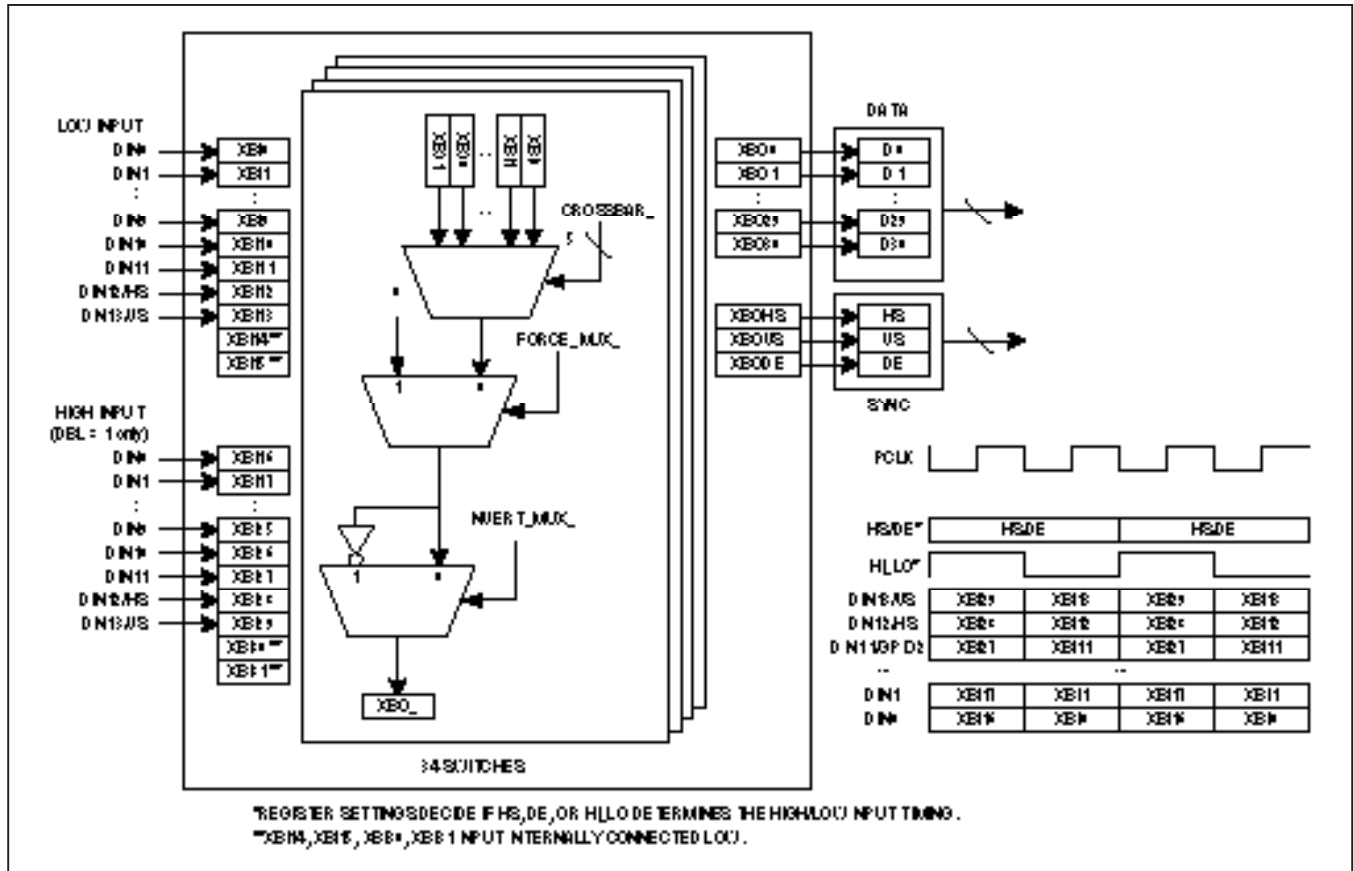 LOW INPUT
DIN0
DIN1
:
DIN9
DIN10
DIN11
DIN12/HS
DIN13/VS
XBI0
XBI1
:
XBI9
XBI10
XBI11
XBI12
XBI13
XBI14**
XBI15**
HIGH INPUT
(DBL = 1 only)
DIN0
DIN1
:
DIN9
DIN10
DIN11
DIN12/HS
DIN13/VS
XBI16
XBI17
:
XBI25
XBI26
XBI27
XBI28
XBI29
XBI30**
XBI31**
XBI31
XBI30
..
XBI1
XBI0
..
CROSSBAR_
5
0
FORCE_MUX_
1
0
INVERT_MUX_
1
0
XBO_
34 SWITCHES
XBO0
XBO1
:
XBO29
XBO30
XBOHS
XBOVS
XBODE
DATA
D0
D1
:
D29
D30
HS
VS
DE
SYNC
PCLK
HS/DE*
HS/DE
HS/DE
HI_LO*
DIN13/VS XBI29 XBI13 XBI29 XBI13
DIN12/HS XBI28 XBI12 XBI28 XBI12
DIN11/GPIO2 XBI27 XBI11 XBI27 XBI11
... ...
DIN1 XBI17 XBI1 XBI17 XBI1
DIN0 XBI16 XBI0 XBI16 XBI0
*REGISTER SETTINGS DECIDE IF HS, DE, OR HI_LO DETERMINES THE HIGH/LOW INPUT TIMING.
**XBI14, XBI15, XBI30, XBI31 INPUT INTERNALLY CONNECTED LOW.